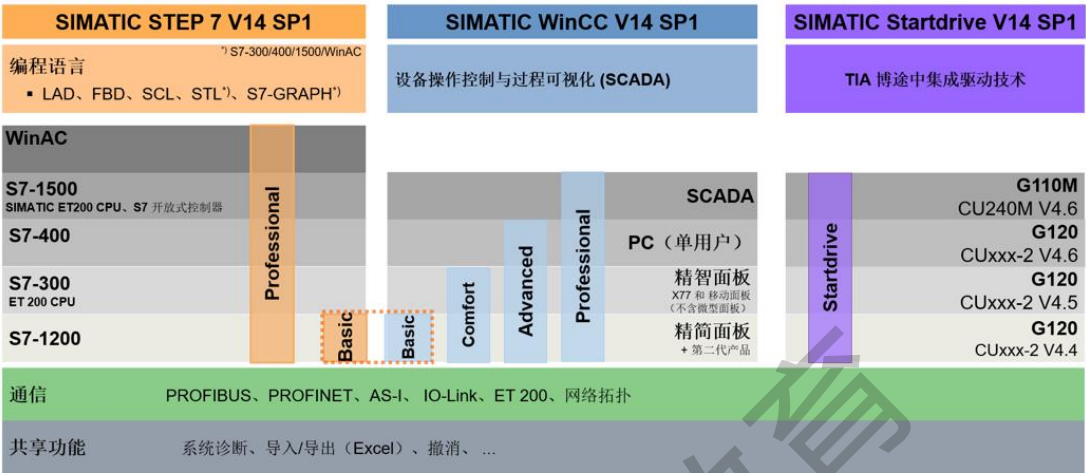 SIMATIC STEP 7 V14 SP1
*) S7-300/400/1500/WinAC
编程语言
▪ LAD、FBD、SCL、STL*)、S7-GRAPH*)
SIMATIC WinCC V14 SP1
设备操作控制与过程可视化 (SCADA)
SIMATIC Startdrive V14 SP1
TIA 博途中集成驱动技术
WinAC
S7-1500
SIMATIC ET200 CPU、S7 开放式控制器
S7-400
S7-300
ET 200 CPU
S7-1200
Professional
Basic
Basic
Comfort
Advanced
Professional
SCADA
PC（单用户）
精智面板
X77 和 移动面板
（不含微型面板）
精简面板
+ 第二代产品
Startdrive
G110M
CU240M V4.6
G120
CUxxx-2 V4.6
G120
CUxxx-2 V4.5
G120
CUxxx-2 V4.4
通信 PROFIBUS、PROFINET、AS-I、 IO-Link、ET 200、网络拓扑
共享功能 系统诊断、导入/导出（Excel）、撤消、 ...